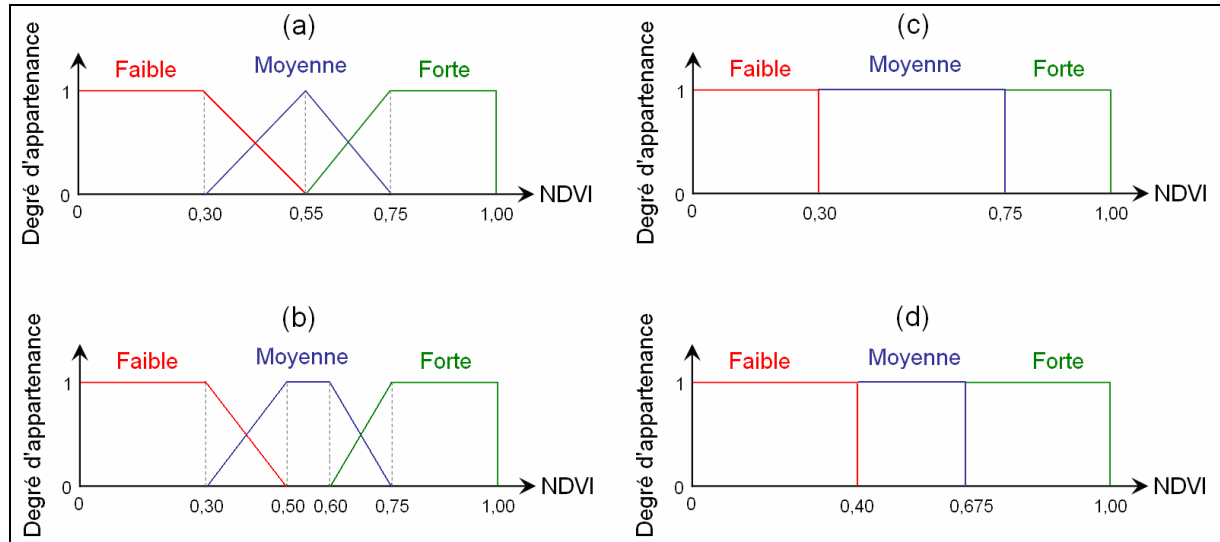 (a)
Degré d'appartenance
Faible Moyenne Forte
1
0
0 0,30 0,55 0,75 1,00
NDVI
(c)
Degré d'appartenance
Faible Moyenne Forte
1
0
0 0,30 0,75 1,00
NDVI
(b)
Degré d'appartenance
Faible Moyenne Forte
1
0
0 0,30 0,50 0,60 0,75 1,00
NDVI
(d)
Degré d'appartenance
Faible Moyenne Forte
1
0
0 0,40 0,675 1,00
NDVI